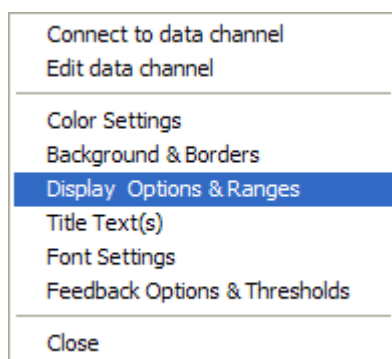 Connect to data channel
Edit data channel
Color Settings
Background & Borders
Display  Options & Ranges
Title Text(s)
Font Settings
Feedback Options & Thresholds
Close